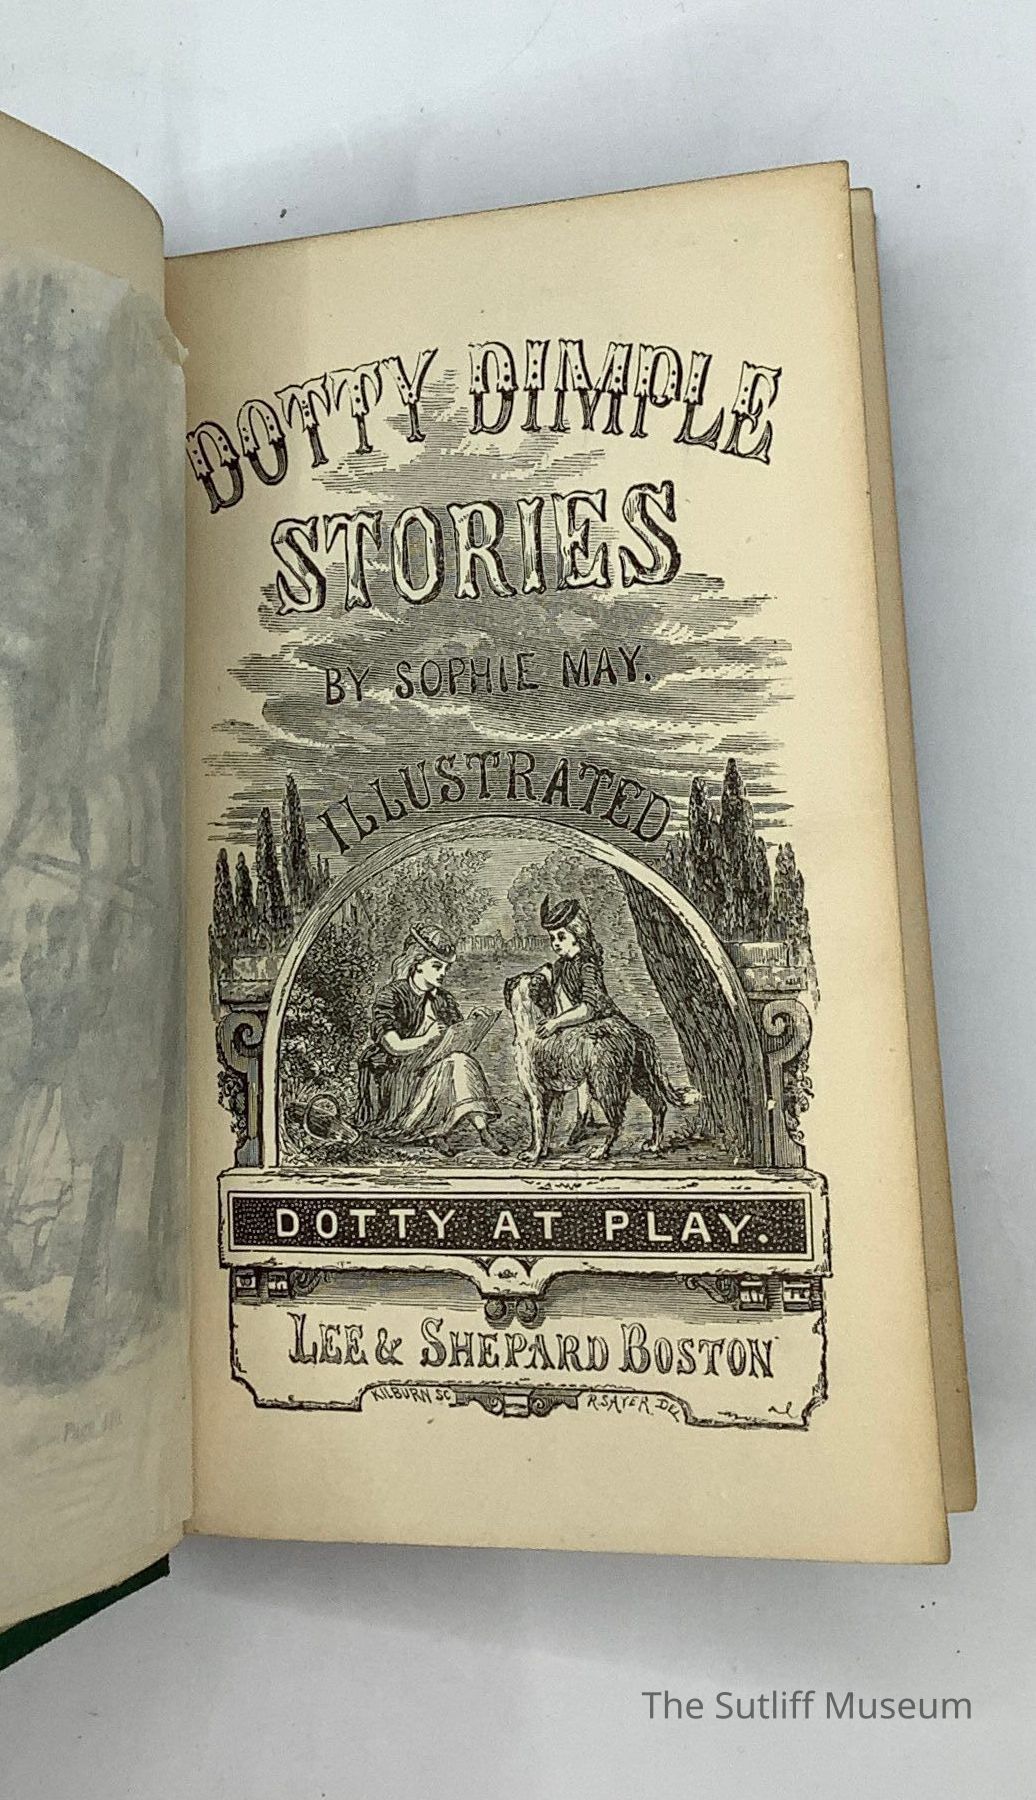 DOTTY DIMPLE
STORIES
BY SOPHIE MAY.
ILLUSTRATED
DOTTY AT PLAY.
LEE & SHEPARD BOSTON
KILBURN SC
R. SAYER. DEL
The Sutliff Museum